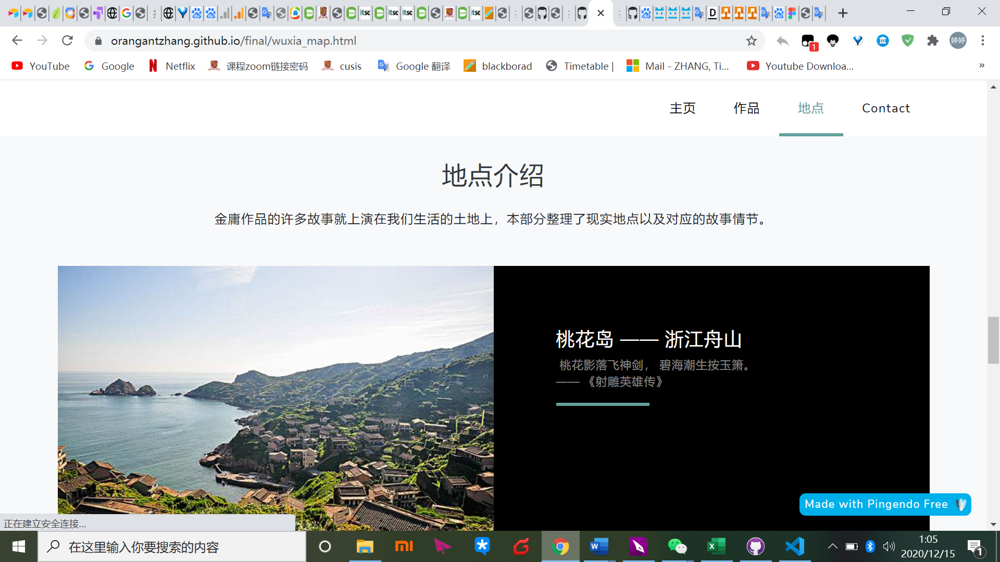 orangantzhang.github.io/final/wuxia_map.html
1
婷婷
YouTube
Google
Netflix
课程zoom链接密码
cusis
Google 翻译
blackborad
Timetable |
Mail - ZHANG, Ti...
Youtube Downloa...
»
主页
作品
地点
Contact
地点介绍
金庸作品的许多故事就上演在我们生活的土地上，本部分整理了现实地点以及对应的故事情节。
桃花岛 —— 浙江舟山
桃花影落飞神剑， 碧海潮生按玉箫。
—— 《射雕英雄传》
Made with Pingendo Free
正在建立安全连接...
在这里输入你要搜索的内容
1:05
2020/12/15
1